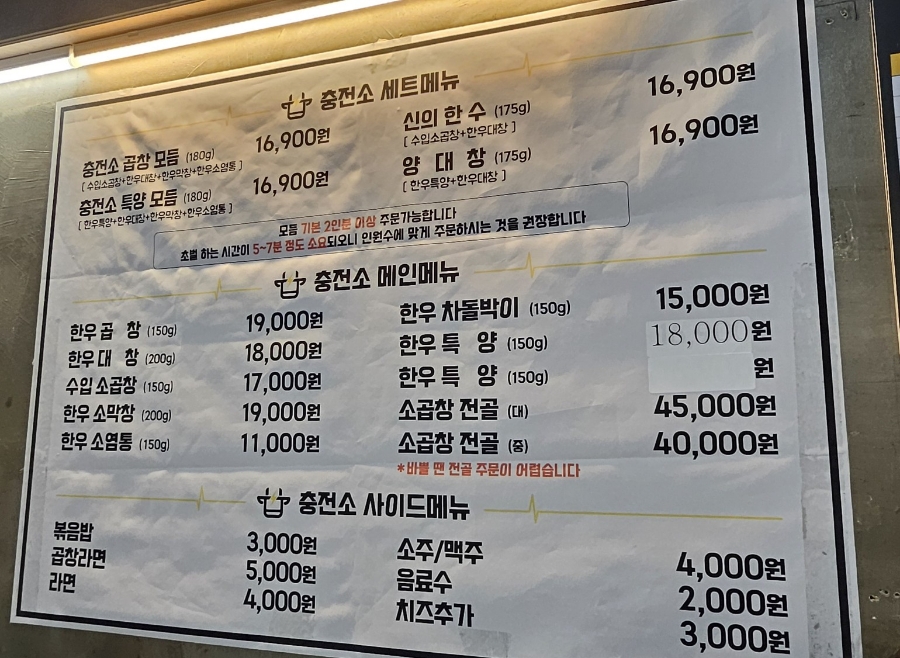 충전소 세트메뉴
충전소 곱창 모듬 (180g) 16,900원
[ 수입소곱창+한우대창+한우막창+한우소염통 ]
충전소 특양 모듬 (180g) 16,900원
[ 한우특양+한우대창+한우막창+한우소염통 ]
신의 한 수 (175g) 16,900원
[ 수입소곱창+한우대창 ]
양 대 창 (175g) 16,900원
[ 한우특양+한우대창 ]
모듬 기본 2인분 이상 주문가능합니다
초벌 하는 시간이 5~7분 정도 소요되오니 인원수에 맞게 주문하시는 것을 권장합니다
충전소 메인메뉴
한우 곱 창 (150g) 19,000원
한우 대 창 (200g) 18,000원
수입 소곱창 (150g) 17,000원
한우 소막창 (200g) 19,000원
한우 소염통 (150g) 11,000원
한우 차돌박이 (150g) 15,000원
한우 특 양 (150g) 18,000원
한우 특 양 (150g) 원
소곱창 전골 (대) 45,000원
소곱창 전골 (중) 40,000원
*바쁠 땐 전골 주문이 어렵습니다
충전소 사이드메뉴
볶음밥 3,000원
곱창라면 5,000원
라면 4,000원
소주/맥주 4,000원
음료수 2,000원
치즈추가 3,000원